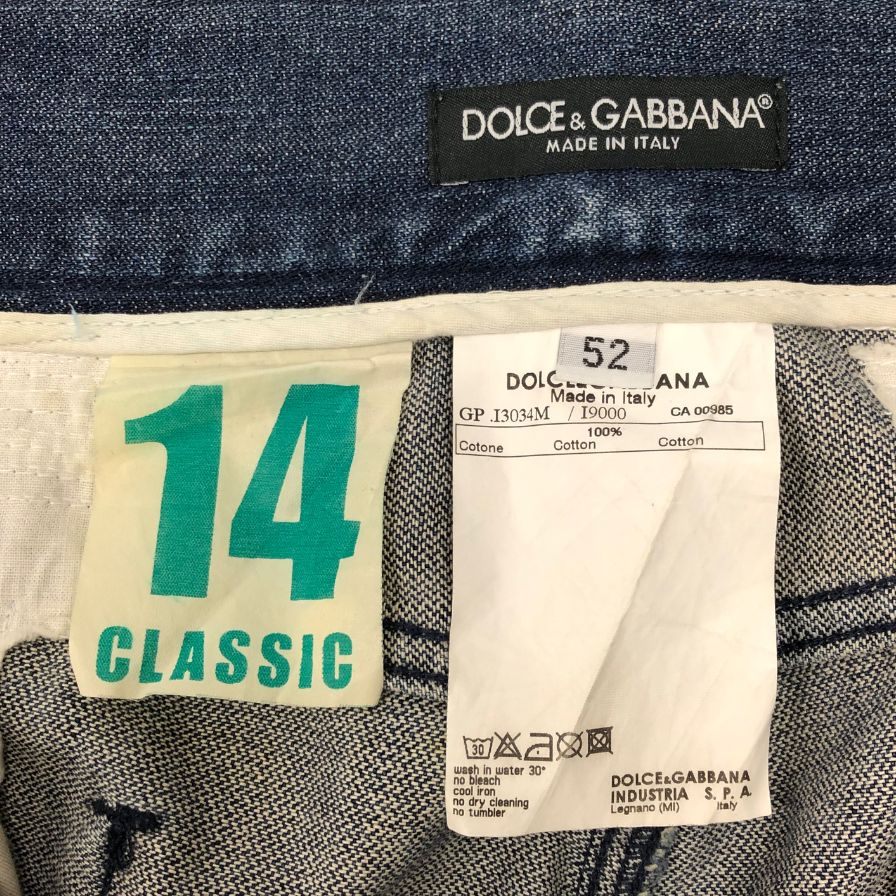 DOLCE & GABBANA®
MADE IN ITALY
14
CLASSIC
52
Made in Italy
GP .I3034M / I9000 CA 00985
100%
Cotone Cotton Cotton
30
wash in water 30°
no bleach
cool iron
no dry cleaning
no tumbler
DOLCE&GABBANA
INDUSTRIA S. P. A.
Legnano (MI) Italy